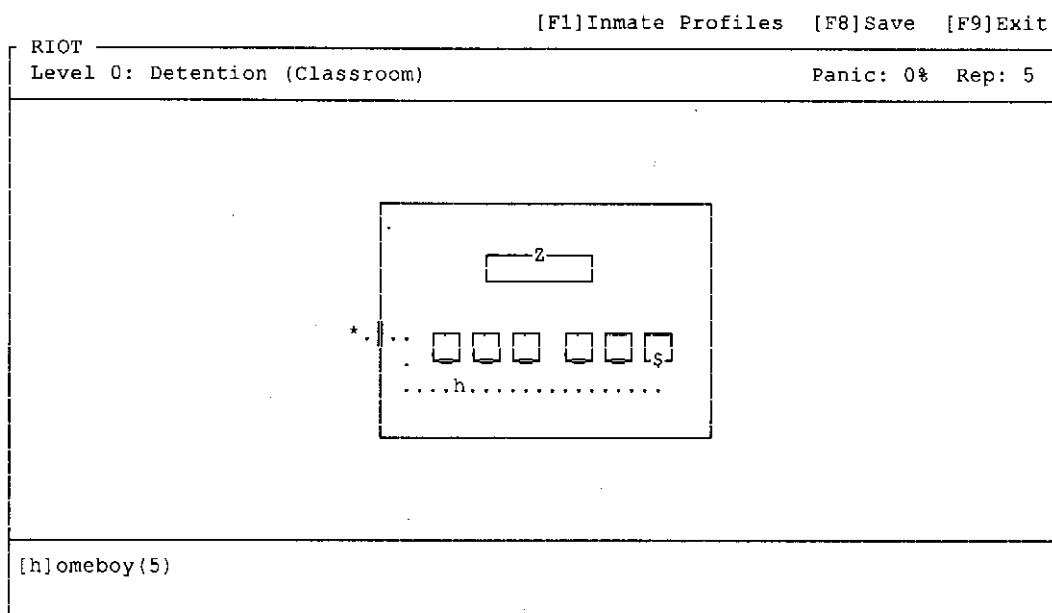 [F1]Inmate Profiles [F8]Save [F9]Exit
RIOT
Level 0: Detention (Classroom) Panic: 0% Rep: 5
Z
*.
..
$
.
....h...............
[h]omeboy(5)